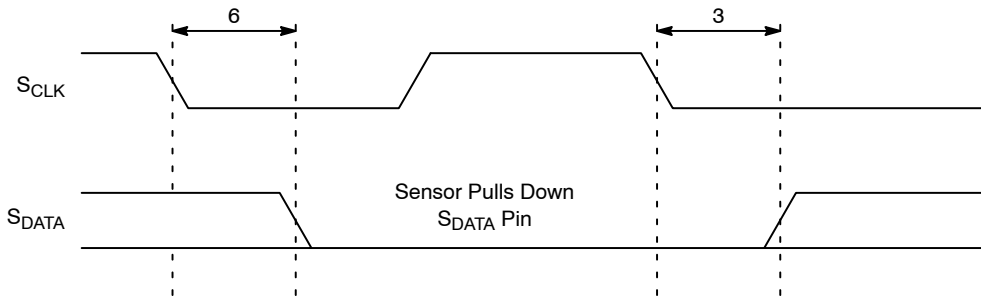 6
3
SCLK
Sensor Pulls Down
SDATA Pin
SDATA